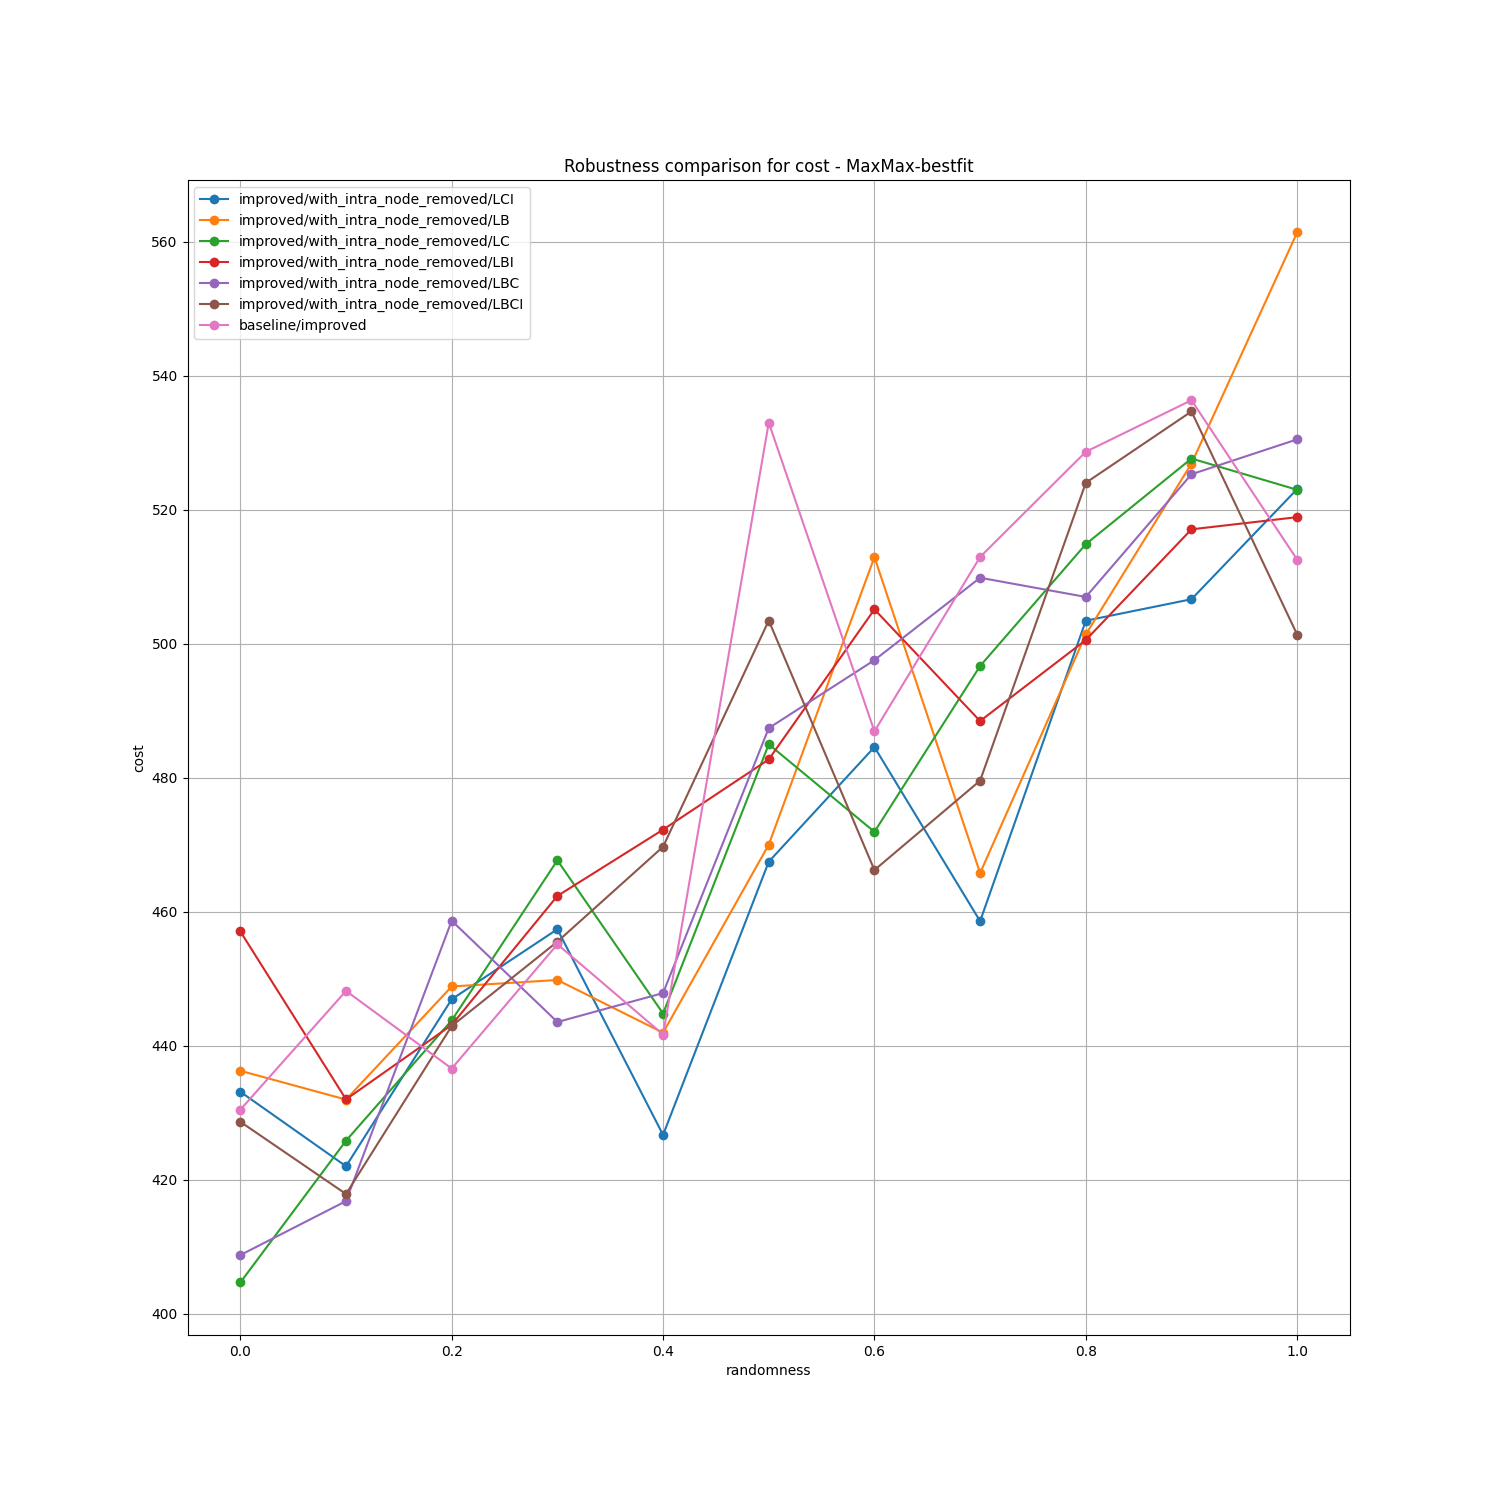 Robustness comparison for cost - MaxMax-bestfit
improved/with_intra_node_removed/LCI
improved/with_intra_node_removed/LB
improved/with_intra_node_removed/LC
improved/with_intra_node_removed/LBI
improved/with_intra_node_removed/LBC
improved/with_intra_node_removed/LBCI
baseline/improved
560
540
520
500
480
460
440
420
400
cost
0.0 0.2 0.4 0.6 0.8 1.0
randomness